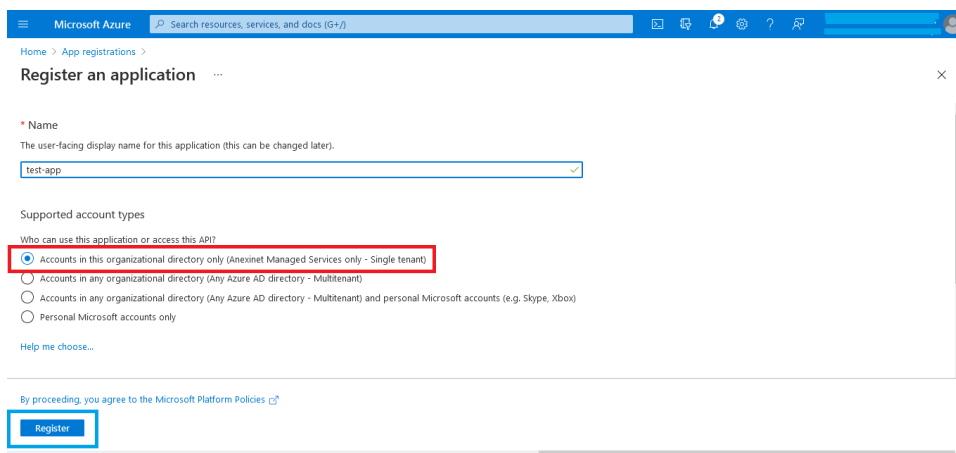 Microsoft Azure
Search resources, services, and docs (G+/)
2
?
Home > App registrations >
Register an application ...
* Name
The user-facing display name for this application (this can be changed later).
test-app
Supported account types
Who can use this application or access this API?
Accounts in this organizational directory only (Anexinet Managed Services only - Single tenant)
Accounts in any organizational directory (Any Azure AD directory - Multitenant)
Accounts in any organizational directory (Any Azure AD directory - Multitenant) and personal Microsoft accounts (e.g. Skype, Xbox)
Personal Microsoft accounts only
Help me choose...
By proceeding, you agree to the Microsoft Platform Policies
Register